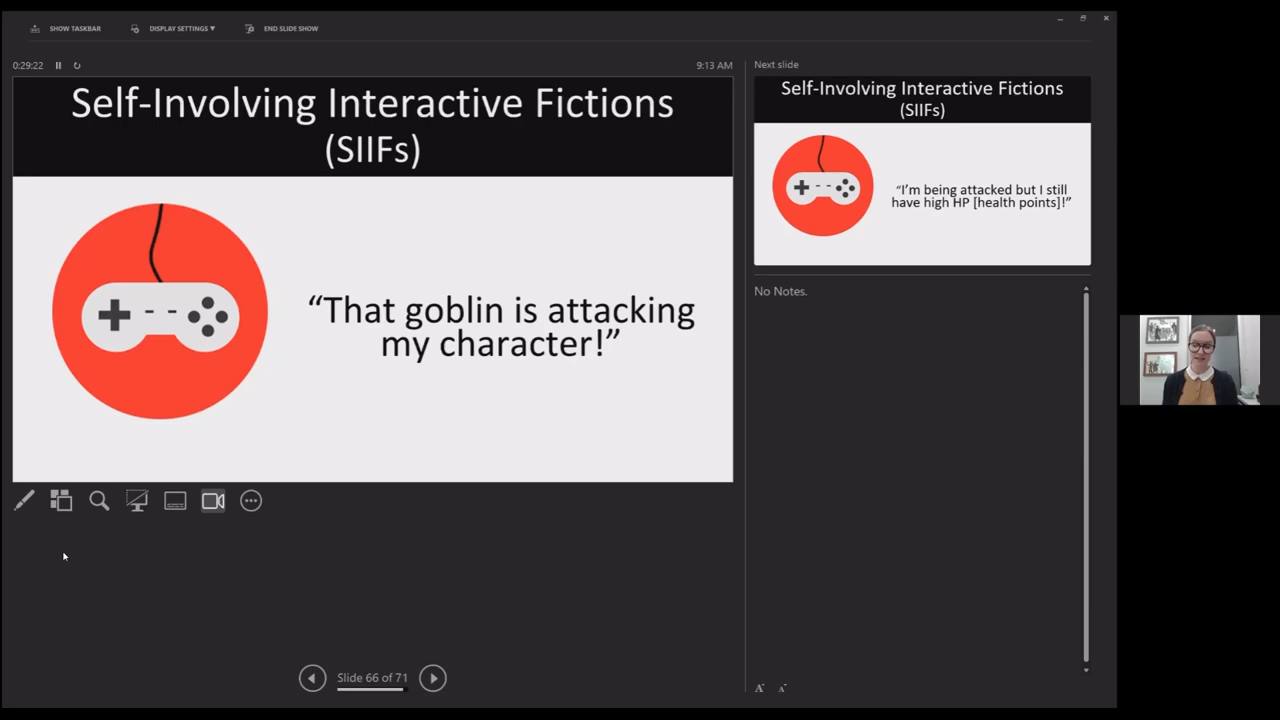 SHOW TASKBAR
DISPLAY SETTINGS ▼
END SLIDE SHOW
0:29:22
9:13 AM
Self-Involving Interactive Fictions
(SIIFs)
“That goblin is attacking
my character!”
Slide 66 of 71
Next slide
Self-Involving Interactive Fictions
(SIIFs)
“I’m being attacked but I still
have high HP [health points]!”
No Notes.
A A